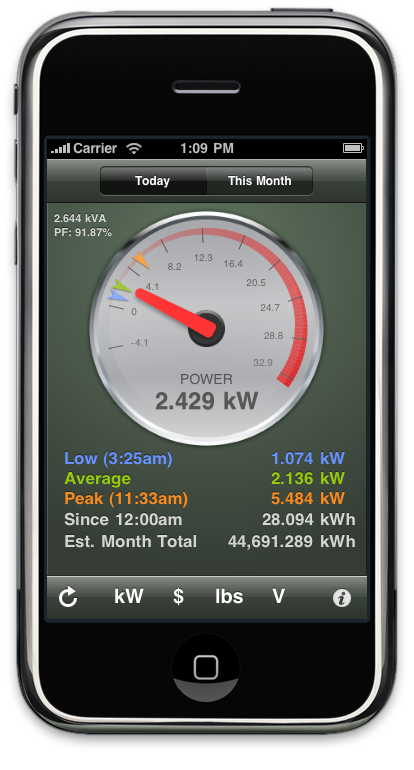 Carrier 1:09 PM
Today This Month
2.644 kVA
PF: 91.87%
-4.1
0
4.1
8.2
12.3
16.4
20.5
24.7
28.8
32.9
POWER
2.429 kW
Low (3:25am) 1.074 kW
Average 2.136 kW
Peak (11:33am) 5.484 kW
Since 12:00am 28.094 kWh
Est. Month Total 44,691.289 kWh
kW $ lbs V i